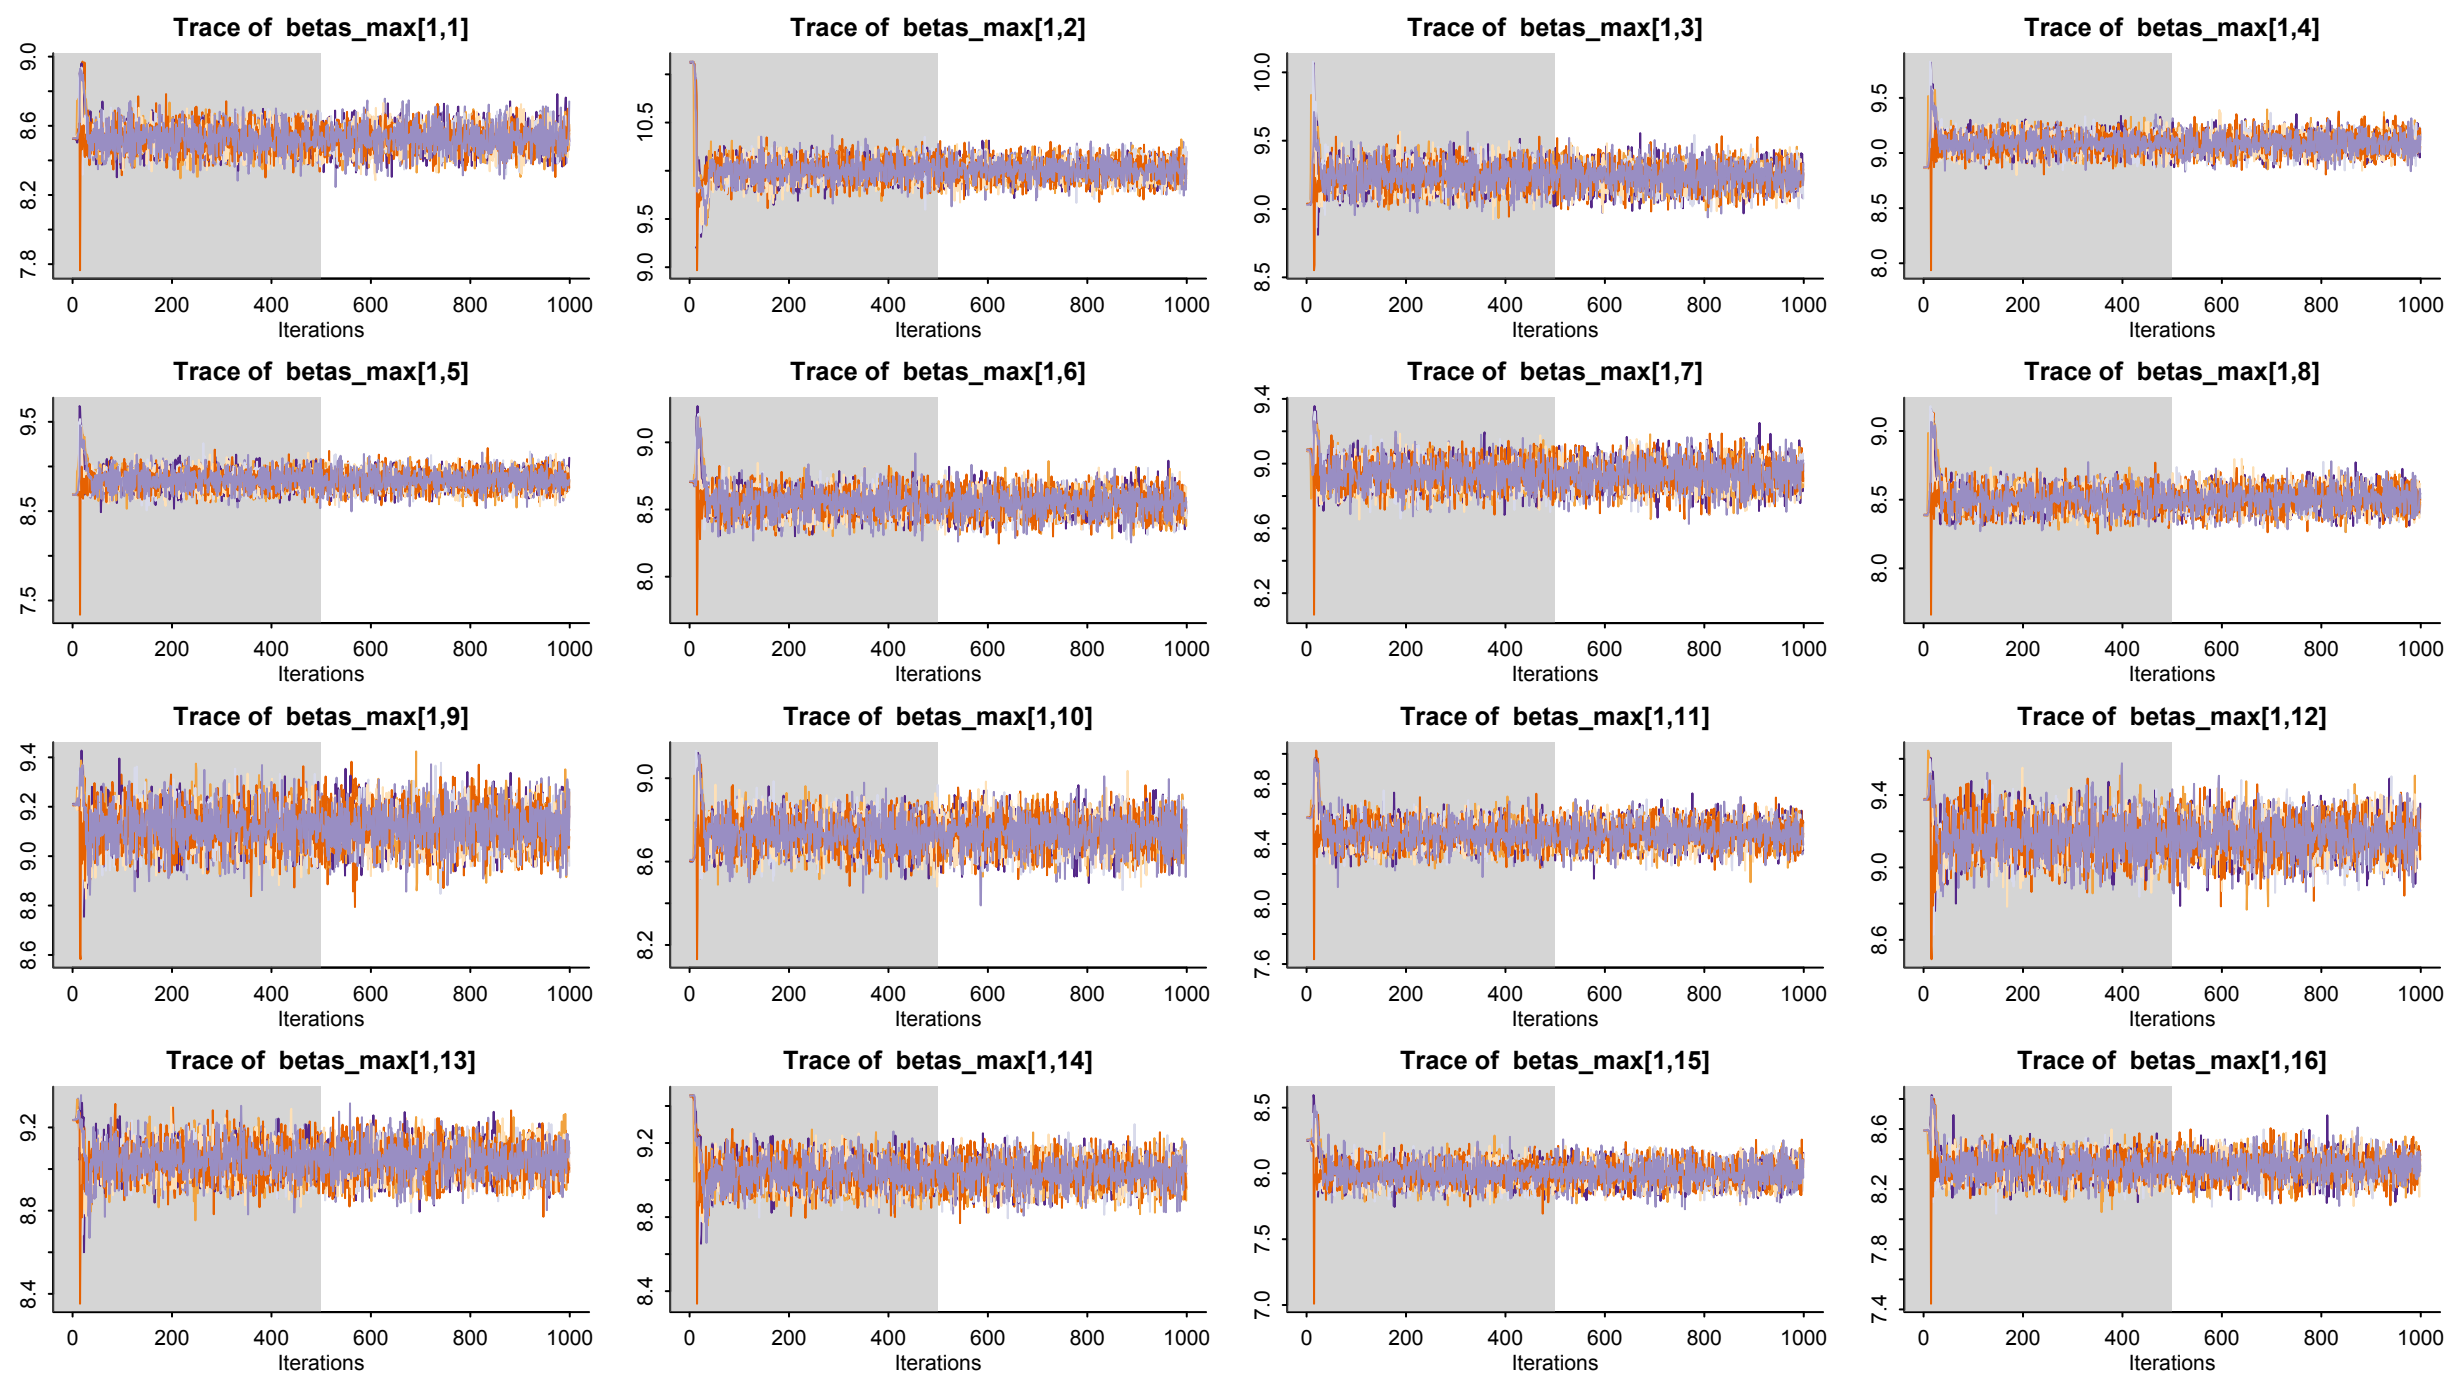 Trace of  betas_max[1,1]
7.8 8.2 8.6 9.0
0 200 400 600 800 1000
Iterations
Trace of  betas_max[1,2]
9.0 9.5 10.5
0 200 400 600 800 1000
Iterations
Trace of  betas_max[1,3]
8.5 9.0 9.5 10.0
0 200 400 600 800 1000
Iterations
Trace of  betas_max[1,4]
8.0 8.5 9.0 9.5
0 200 400 600 800 1000
Iterations
Trace of  betas_max[1,5]
7.5 8.5 9.5
0 200 400 600 800 1000
Iterations
Trace of  betas_max[1,6]
8.0 8.5 9.0
0 200 400 600 800 1000
Iterations
Trace of  betas_max[1,7]
8.2 8.6 9.0 9.4
0 200 400 600 800 1000
Iterations
Trace of  betas_max[1,8]
8.0 8.5 9.0
0 200 400 600 800 1000
Iterations
Trace of  betas_max[1,9]
8.6 8.8 9.0 9.2 9.4
0 200 400 600 800 1000
Iterations
Trace of  betas_max[1,10]
8.2 8.6 9.0
0 200 400 600 800 1000
Iterations
Trace of  betas_max[1,11]
7.6 8.0 8.4 8.8
0 200 400 600 800 1000
Iterations
Trace of  betas_max[1,12]
8.6 9.0 9.4
0 200 400 600 800 1000
Iterations
Trace of  betas_max[1,13]
8.4 8.8 9.2
0 200 400 600 800 1000
Iterations
Trace of  betas_max[1,14]
8.4 8.8 9.2
0 200 400 600 800 1000
Iterations
Trace of  betas_max[1,15]
7.0 7.5 8.0 8.5
0 200 400 600 800 1000
Iterations
Trace of  betas_max[1,16]
7.4 7.8 8.2 8.6
0 200 400 600 800 1000
Iterations